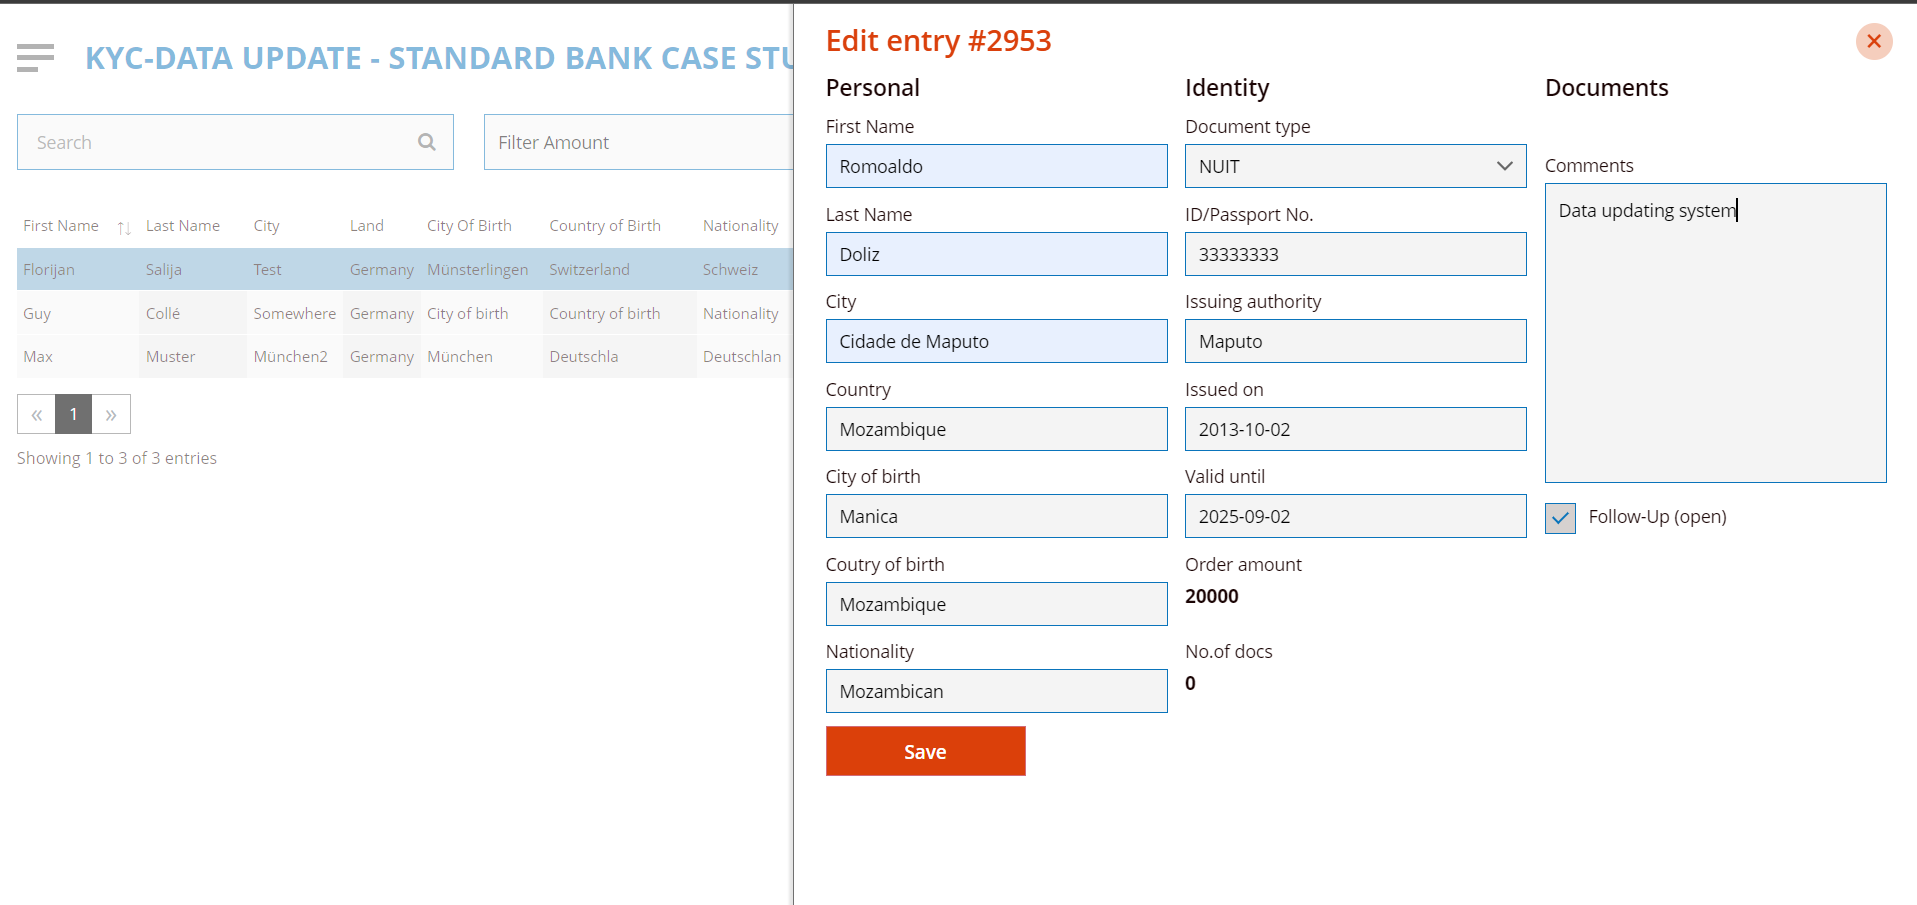 KYC-DATA UPDATE - STANDARD BANK CASE STU
Search
Filter Amount
First Name Last Name City Land City Of Birth Country of Birth Nationality
Florijan Salija Test Germany Münsterlingen Switzerland Schweiz
Guy Collé Somewhere Germany City of birth Country of birth Nationality
Max Muster München2 Germany München Deutschla Deutschlan
« 1 »
Showing 1 to 3 of 3 entries
Edit entry #2953
Personal
First Name
Romoaldo
Last Name
Doliz
City
Cidade de Maputo
Country
Mozambique
City of birth
Manica
Coutry of birth
Mozambique
Nationality
Mozambican
Save
Identity
Document type
NUIT
ID/Passport No.
33333333
Issuing authority
Maputo
Issued on
2013-10-02
Valid until
2025-09-02
Order amount
20000
No.of docs
0
Documents
Comments
Data updating system
Follow-Up (open)